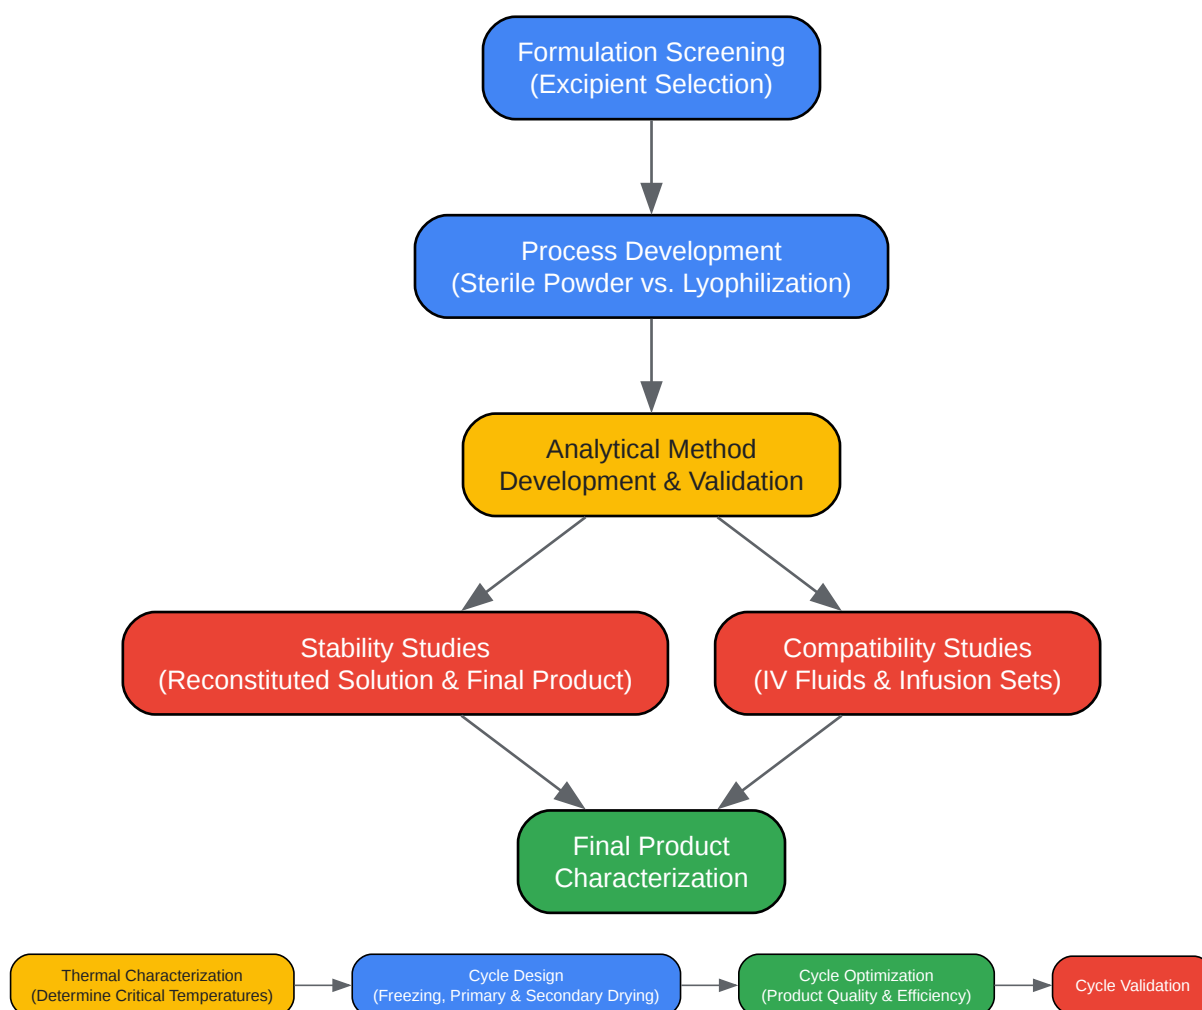 Formulation Screening
(Excipient Selection)
Process Development
(Sterile Powder vs. Lyophilization)
Analytical Method
Development & Validation
Stability Studies
(Reconstituted Solution & Final Product)
Compatibility Studies
(IV Fluids & Infusion Sets)
Final Product
Characterization
Thermal Characterization
(Determine Critical Temperatures)
Cycle Design
(Freezing, Primary & Secondary Drying)
Cycle Optimization
(Product Quality & Efficiency)
Cycle Validation